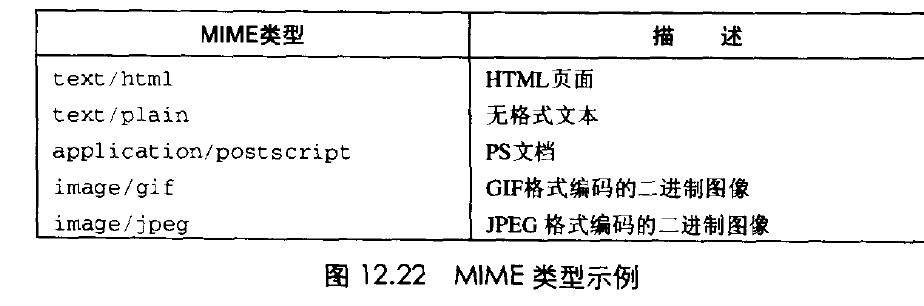 MIME类型 描 述
text/html HTML页面
text/plain 无格式文本
application/postscript PS文档
image/gif GIF格式编码的二进制图像
image/jpeg JPEG 格式编码的二进制图像
图 12.22 MIME 类型示例